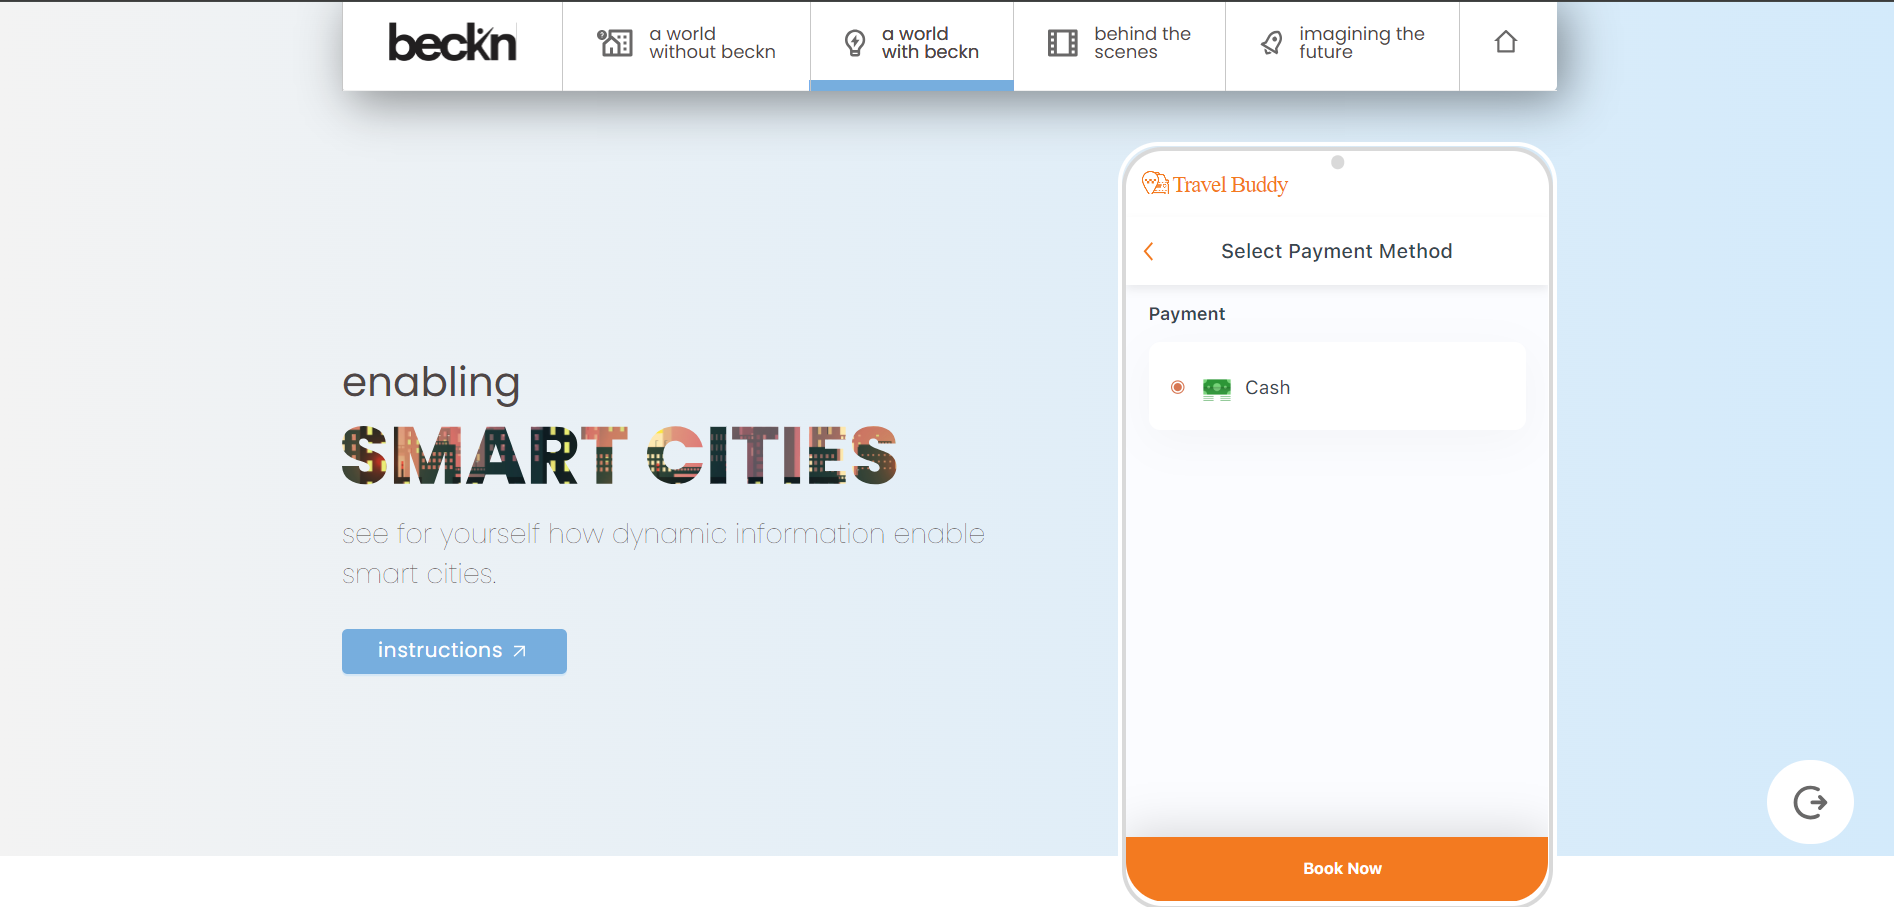 beckn
a world
without beckn
a world
with beckn
behind the
scenes
imagining the
future
enabling
SMART CITIES
see for yourself how dynamic information enable
smart cities.
instructions
Travel Buddy
Select Payment Method
Payment
Cash
Book Now